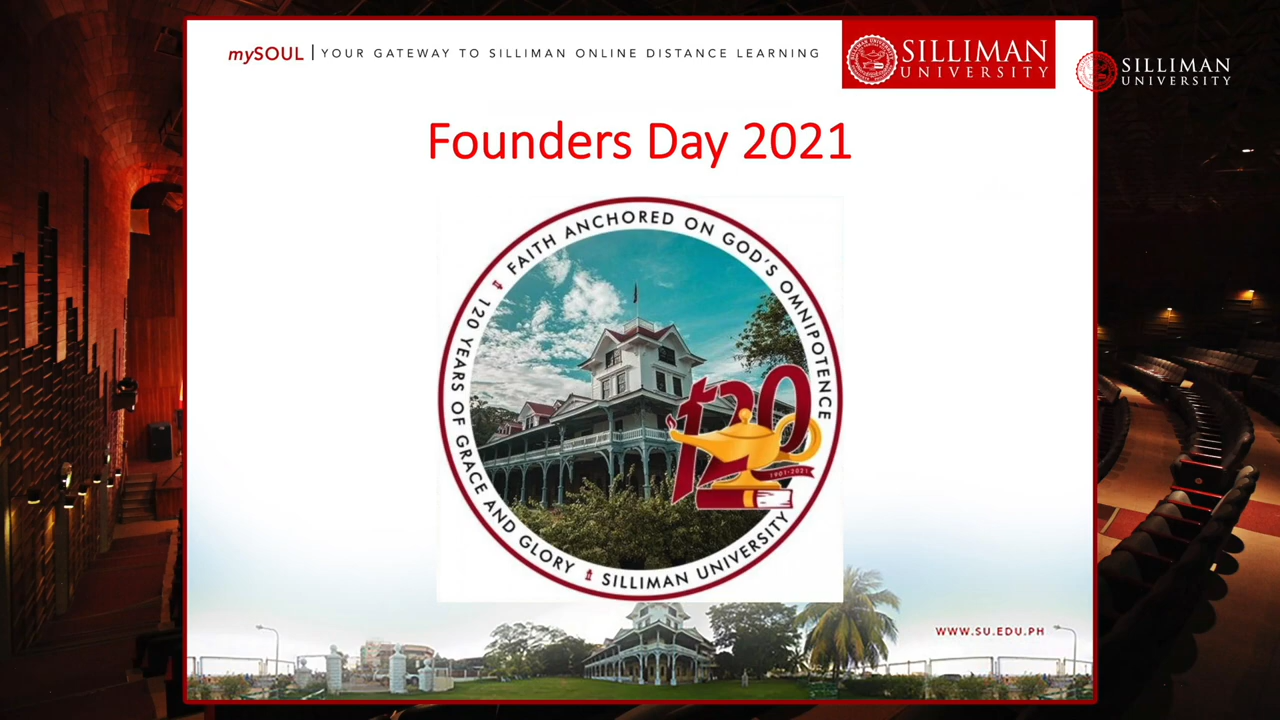 mySOUL | YOUR GATEWAY TO SILLIMAN ONLINE DISTANCE LEARNING
SILLIMAN
UNIVERSITY
SILLIMAN
UNIVERSITY
Founders Day 2021
120 YEARS OF GRACE AND GLORY
FAITH ANCHORED ON GOD'S OMNIPOTENCE
SILLIMAN UNIVERSITY
120
1901-2021
WWW.SU.EDU.PH